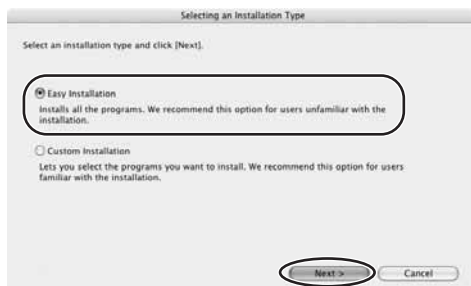 Selecting an Installation Type
Select an installation type and click [Next].
Easy Installation
Installs all the programs. We recommend this option for users unfamiliar with the
installation.
Custom Installation
Lets you select the programs you want to install. We recommend this option for users
familiar with the installation.
Next > Cancel